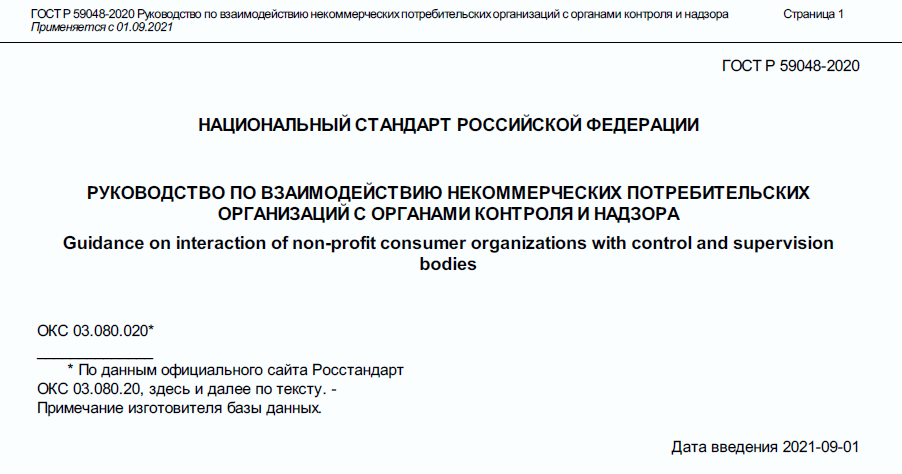 ГОСТ Р 59048-2020 Руководство по взаимодействию некоммерческих потребительских организаций с органами контроля и надзора Страница 1
Применяется с 01.09.2021
ГОСТ Р 59048-2020
НАЦИОНАЛЬНЫЙ СТАНДАРТ РОССИЙСКОЙ ФЕДЕРАЦИИ
РУКОВОДСТВО ПО ВЗАИМОДЕЙСТВИЮ НЕКОММЕРЧЕСКИХ ПОТРЕБИТЕЛЬСКИХ
ОРГАНИЗАЦИЙ С ОРГАНАМИ КОНТРОЛЯ И НАДЗОРА
Guidance on interaction of non-profit consumer organizations with control and supervision
bodies
ОКС 03.080.020*
* По данным официального сайта Росстандарт
ОКС 03.080.20, здесь и далее по тексту. -
Примечание изготовителя базы данных.
Дата введения 2021-09-01